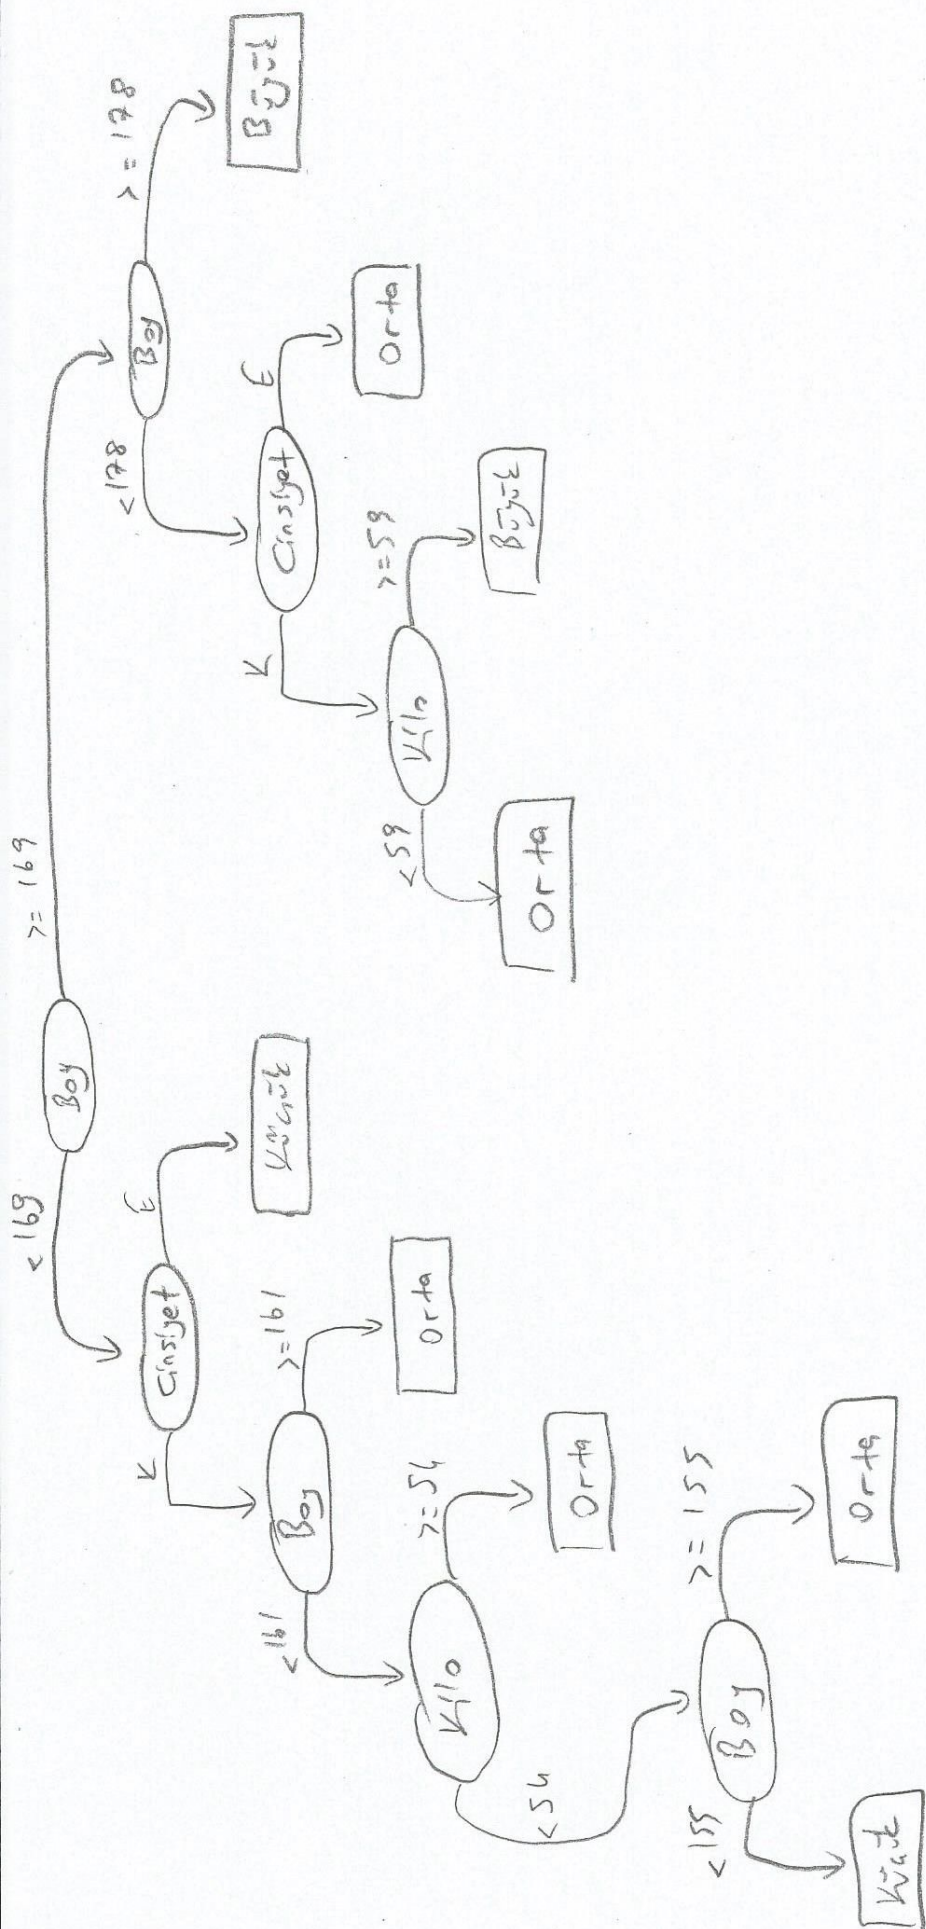 Boy
< 169
>= 169
Cinsiyet
Boy
K
E
<178
>= 178
Boy
Küçük
Cinsiyet
Büyük
<161
>=161
K
E
Kilo
Orta
Kilo
Orta
<54
>=54
<59
>=59
Boy
Orta
Orta
Büyük
<155
>=155
Küçük
Orta